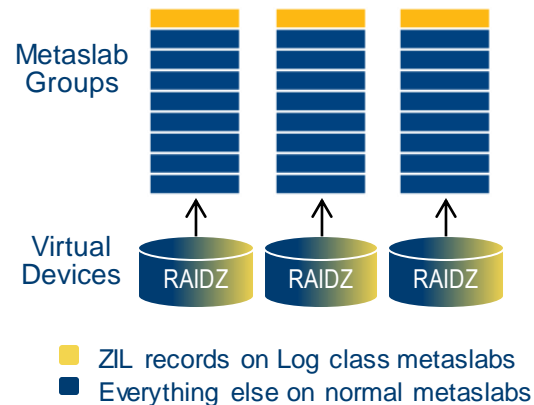 Metaslab
Groups
Virtual
Devices
RAIDZ RAIDZ RAIDZ
ZIL records on Log class metaslabs
Everything else on normal metaslabs